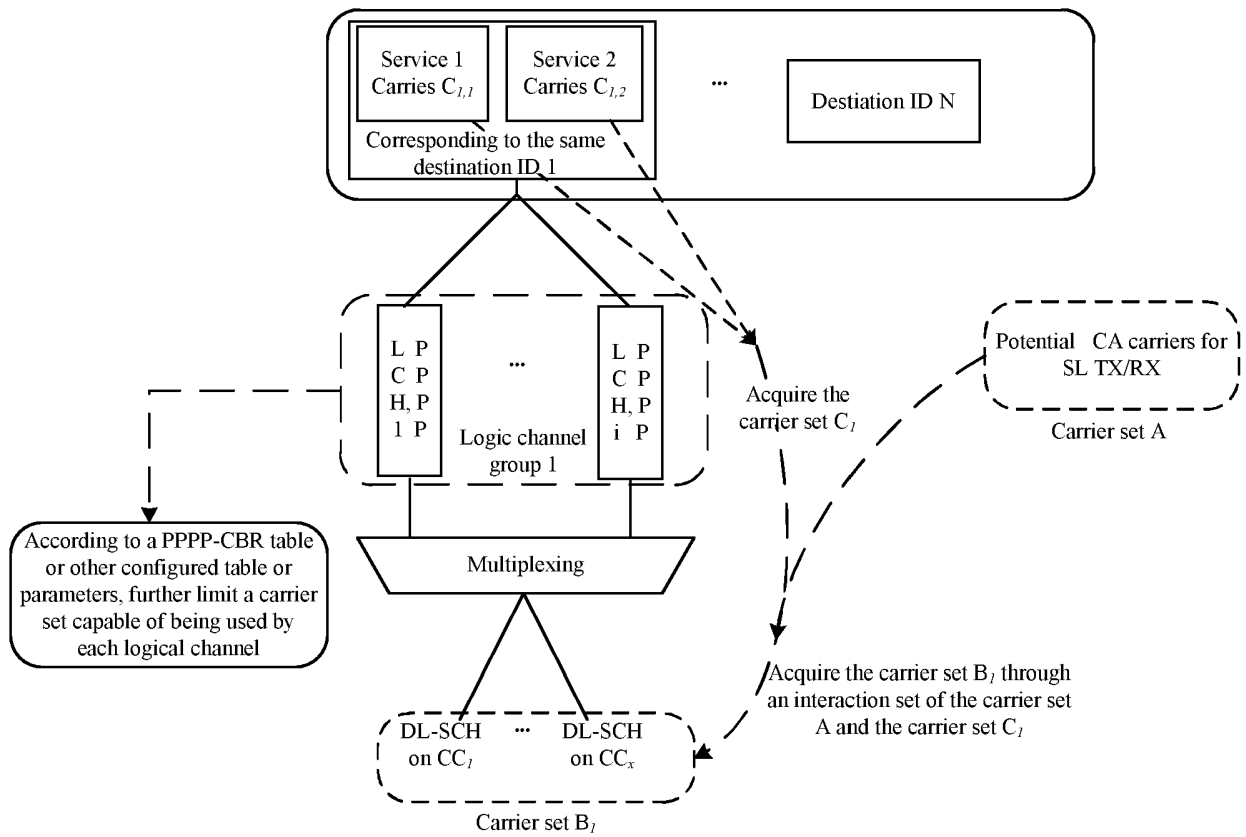 Service 1
Carries C1,1
Service 2
Carries C1,2
...
Destiation ID N
Corresponding to the same
destination ID 1
L P
C P
H, P
1 P
...
L P
C P
H, P
i P
Logic channel
group 1
Acquire the
carrier set C1
Potential CA carriers for
SL TX/RX
Carrier set A
According to a PPPP-CBR table
or other configured table or
parameters, further limit a carrier
set capable of being used by
each logical channel
Multiplexing
Acquire the carrier set B1 through
an interaction set of the carrier set
A and the carrier set C1
DL-SCH
on CC1
...
DL-SCH
on CCx
Carrier set B1